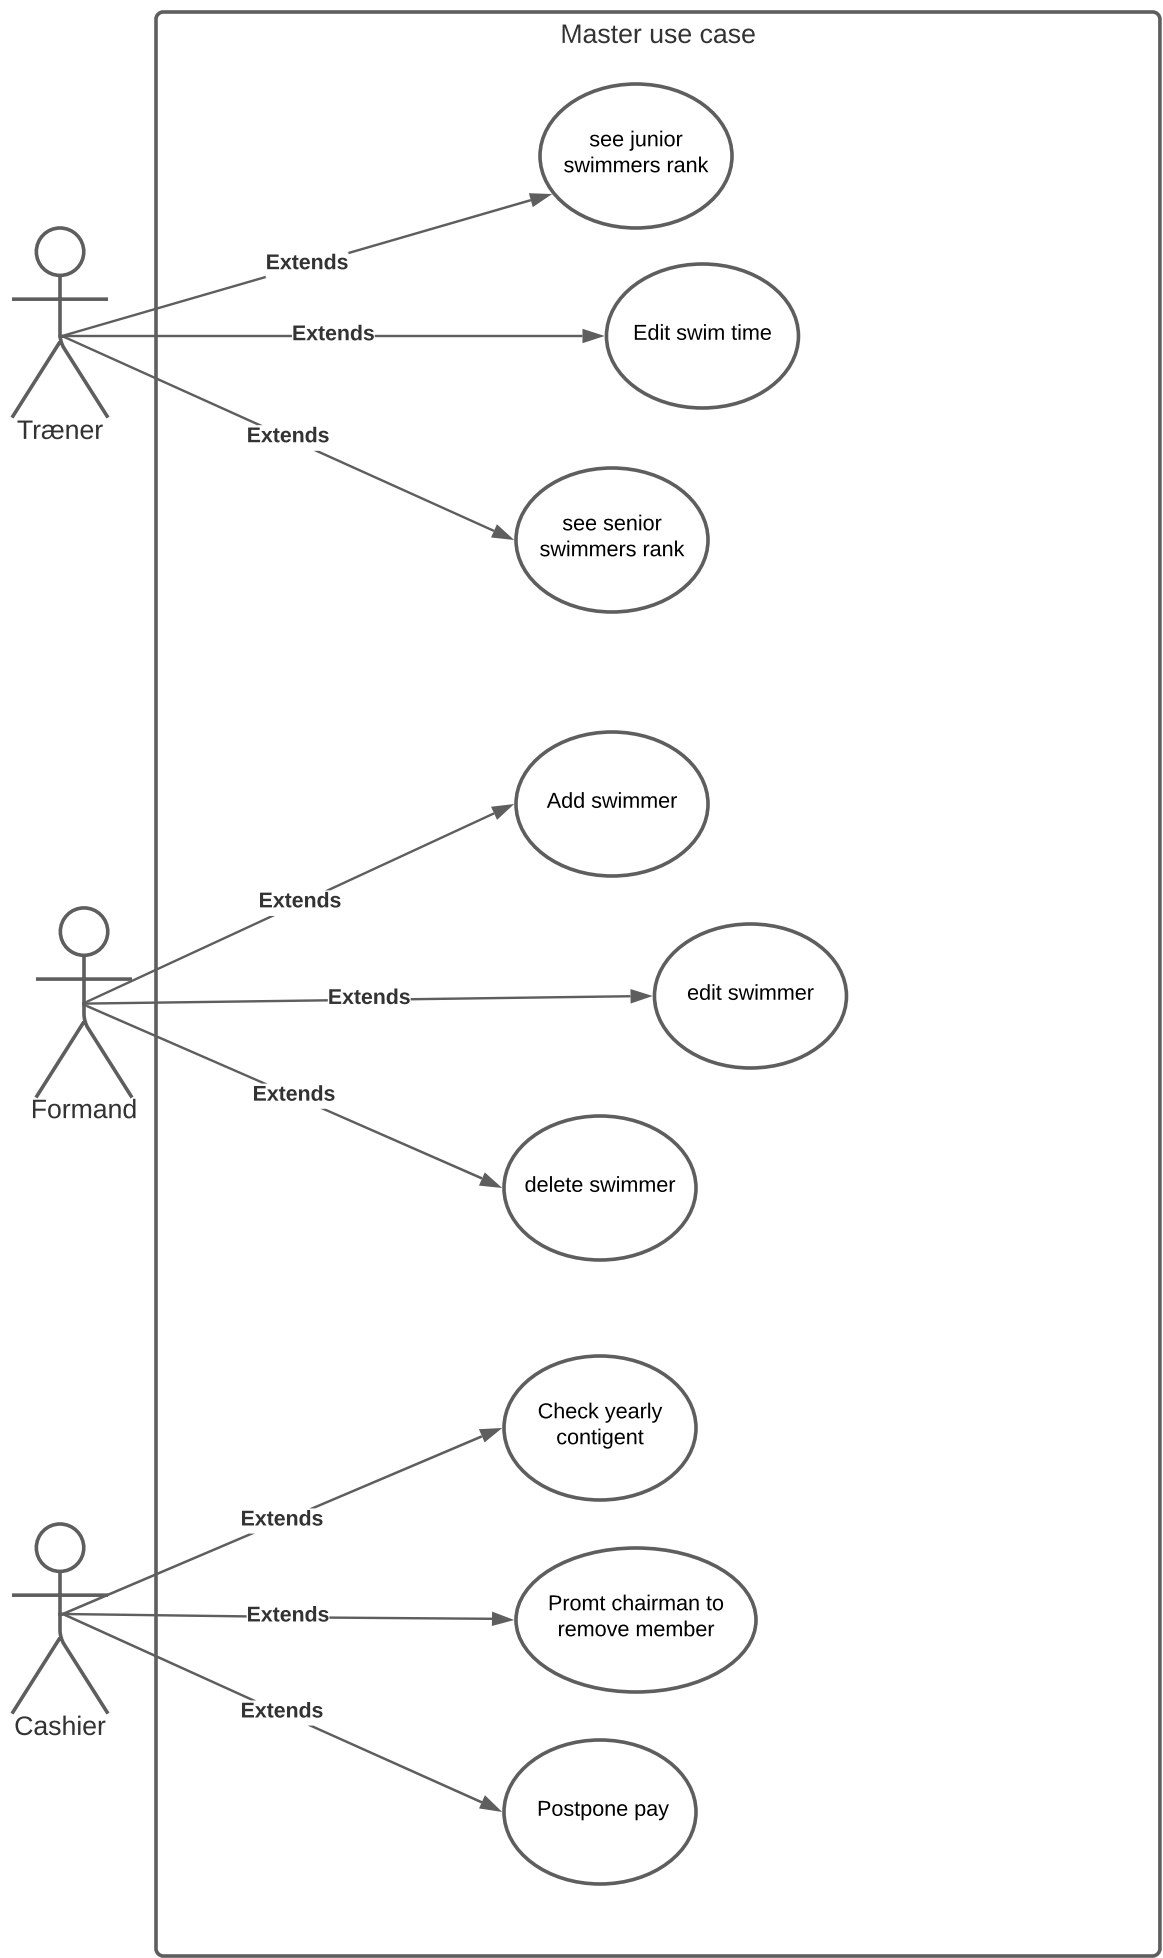 Master use case
see junior
swimmers rank
Extends
Extends
Edit swim time
Træner
Extends
see senior
swimmers rank
Add swimmer
Extends
Extends
edit swimmer
Formand
Extends
delete swimmer
Check yearly
contigent
Extends
Extends
Promt chairman to
remove member
Cashier
Extends
Postpone pay